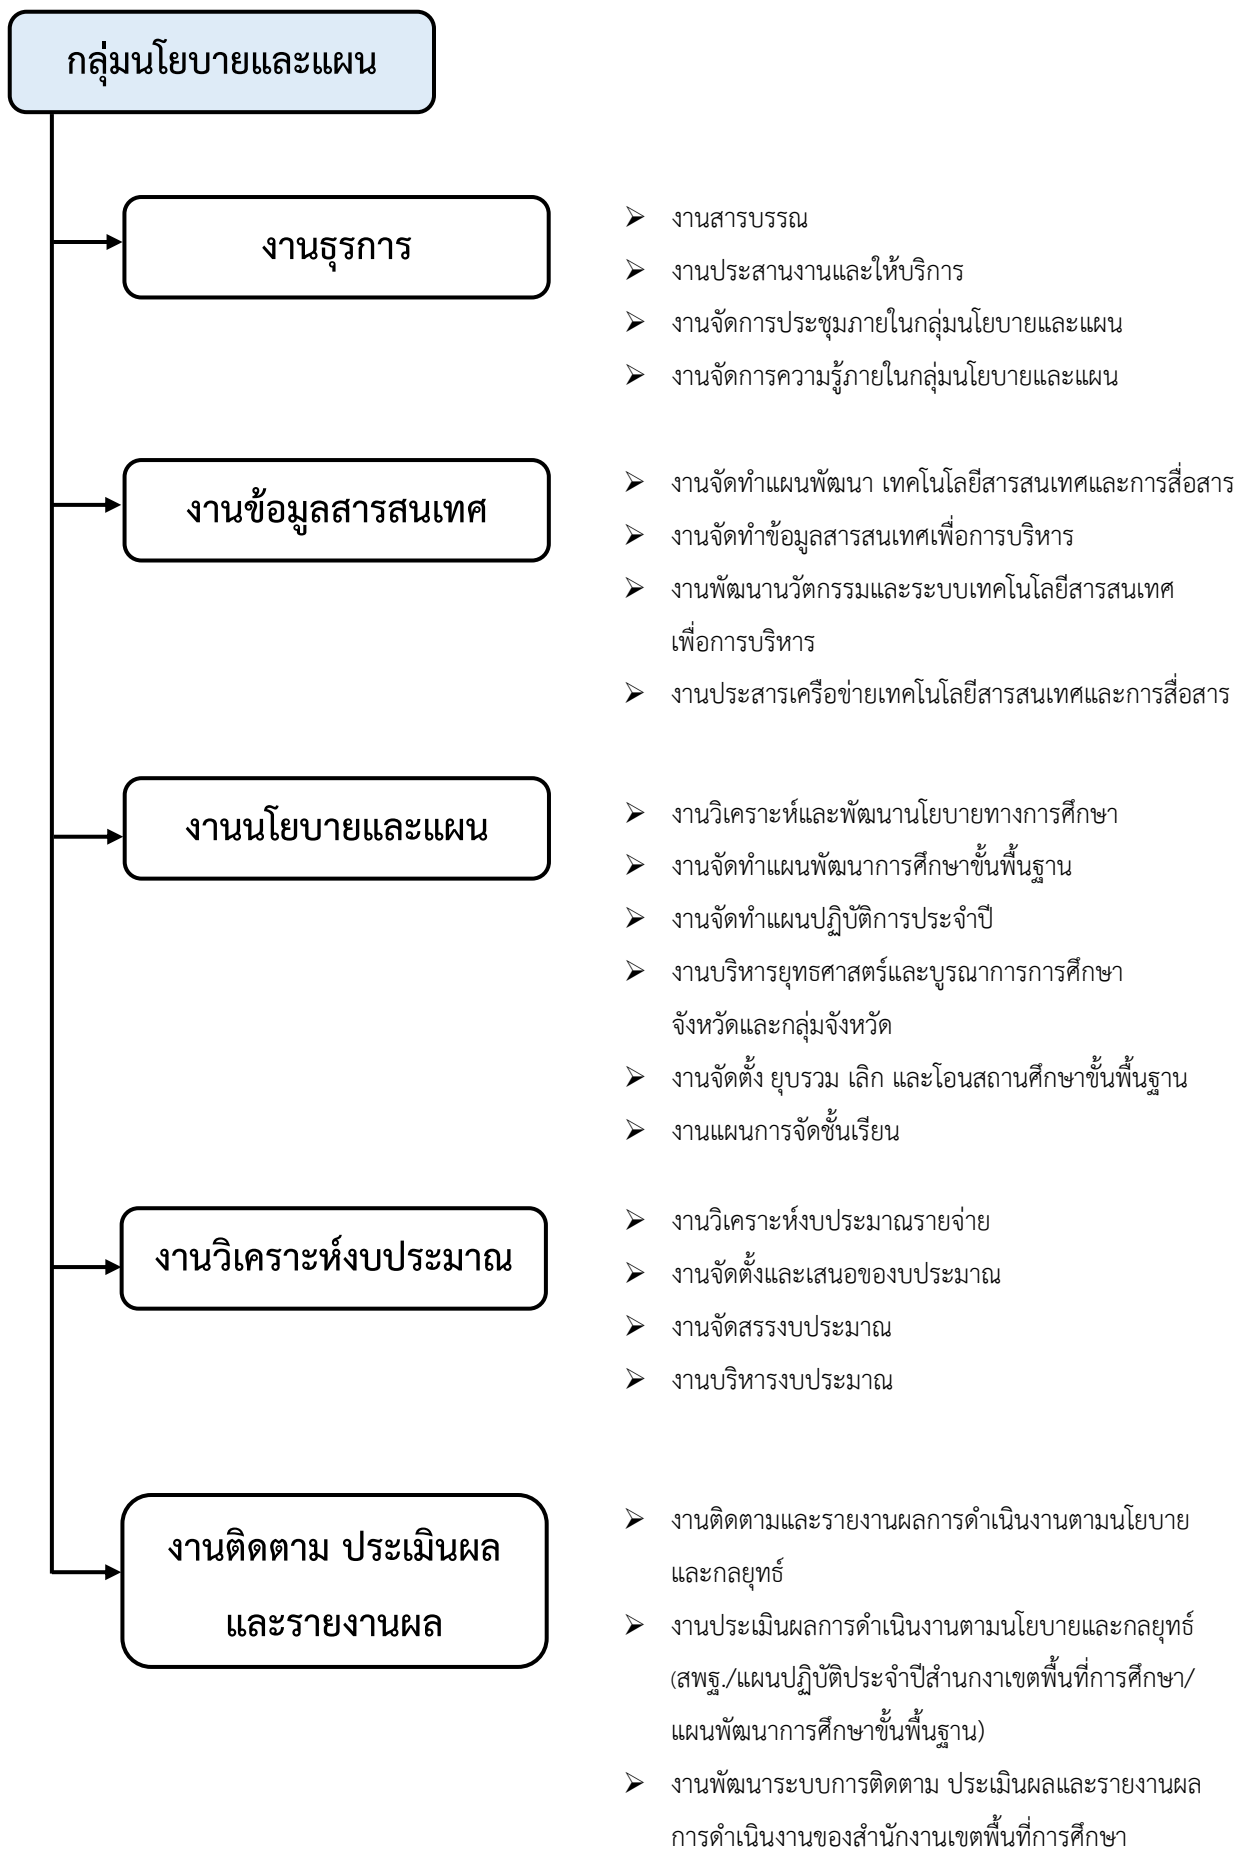 กลุ่มนโยบายและแผน
งานธุรการ
➢ งานสารบรรณ
➢ งานประสานงานและให้บริการ
➢ งานจัดการประชุมภายในกลุ่มนโยบายและแผน
➢ งานจัดการความรู้ภายในกลุ่มนโยบายและแผน
งานข้อมูลสารสนเทศ
➢ งานจัดทำแผนพัฒนา เทคโนโลยีสารสนเทศและการสื่อสาร
➢ งานจัดทำข้อมูลสารสนเทศเพื่อการบริหาร
➢ งานพัฒนานวัตกรรมและระบบเทคโนโลยีสารสนเทศ
เพื่อการบริหาร
➢ งานประสารเครือข่ายเทคโนโลยีสารสนเทศและการสื่อสาร
งานนโยบายและแผน
➢ งานวิเคราะห์และพัฒนานโยบายทางการศึกษา
➢ งานจัดทำแผนพัฒนาการศึกษาขั้นพื้นฐาน
➢ งานจัดทำแผนปฏิบัติการประจำปี
➢ งานบริหารยุทธศาสตร์และบูรณาการการศึกษา
จังหวัดและกลุ่มจังหวัด
➢ งานจัดตั้ง ยุบรวม เลิก และโอนสถานศึกษาขั้นพื้นฐาน
➢ งานแผนการจัดชั้นเรียน
งานวิเคราะห์งบประมาณ
➢ งานวิเคราะห์งบประมาณรายจ่าย
➢ งานจัดตั้งและเสนอของบประมาณ
➢ งานจัดสรรงบประมาณ
➢ งานบริหารงบประมาณ
งานติดตาม ประเมินผล
และรายงานผล
➢ งานติดตามและรายงานผลการดำเนินงานตามนโยบาย
และกลยุทธ์
➢ งานประเมินผลการดำเนินงานตามนโยบายและกลยุทธ์
(สพฐ./แผนปฏิบัติประจำปีสำนกงาเขตพื้นที่การศึกษา/
แผนพัฒนาการศึกษาขั้นพื้นฐาน)
➢ งานพัฒนาระบบการติดตาม ประเมินผลและรายงานผล
การดำเนินงานของสำนักงานเขตพื้นที่การศึกษา